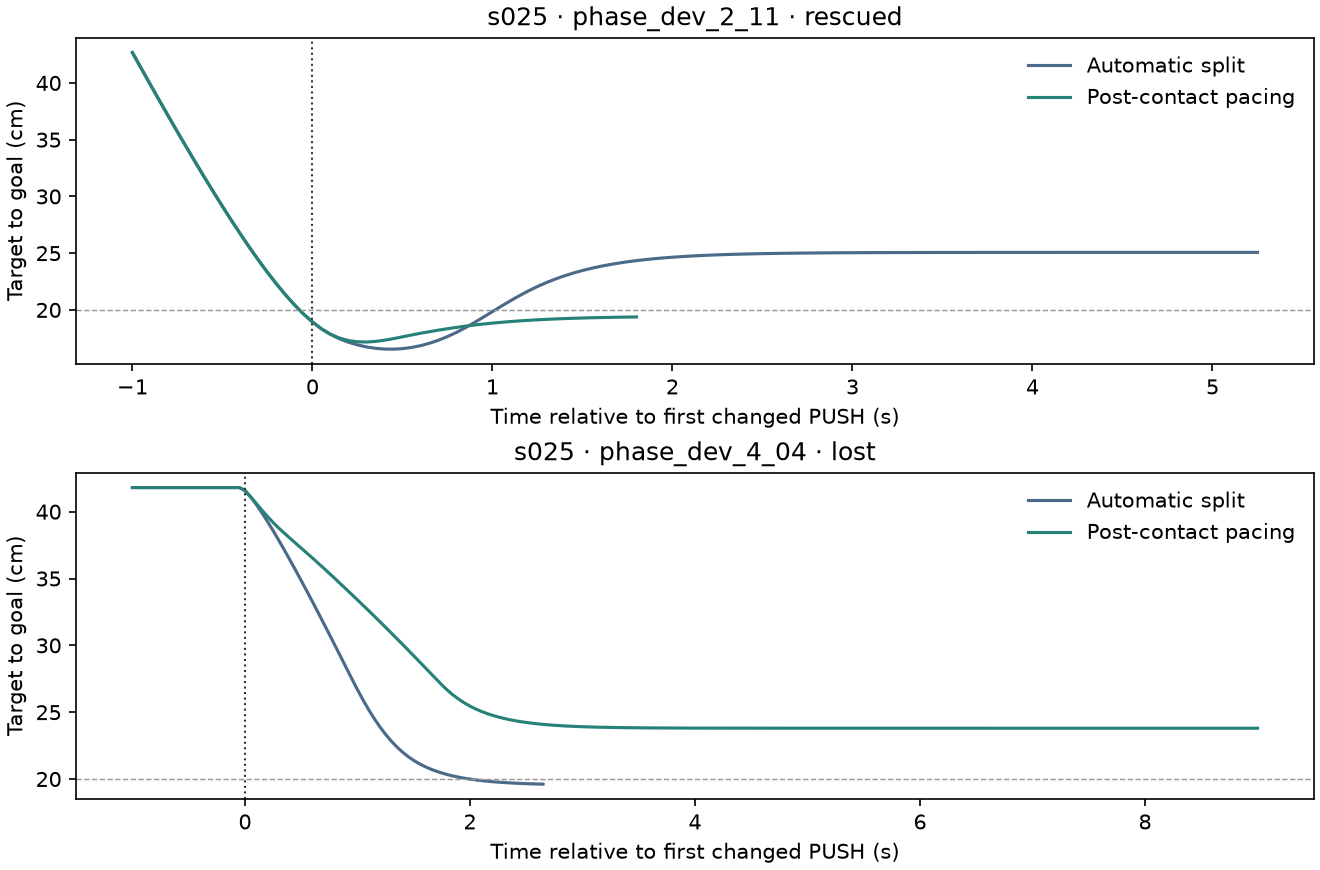 s025 · phase_dev_2_11 · rescued
Target to goal (cm)
40
35
30
25
20
Automatic split
Post-contact pacing
−1
0
1
2
3
4
5
Time relative to first changed PUSH (s)
s025 · phase_dev_4_04 · lost
Target to goal (cm)
40
35
30
25
20
Automatic split
Post-contact pacing
0
2
4
6
8
Time relative to first changed PUSH (s)